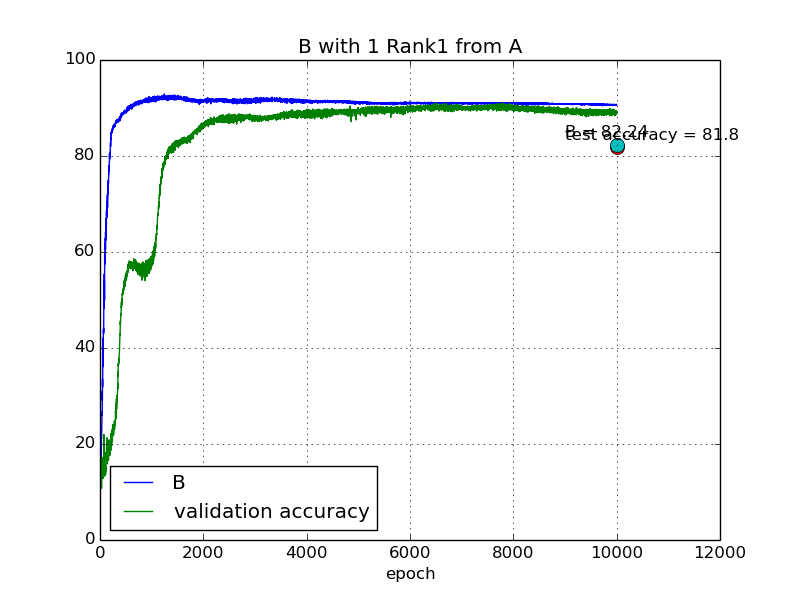 B with 1 Rank1 from A
100
80
60
40
20
0
B = 82.24
test accuracy = 81.8
B
validation accuracy
0 2000 4000 6000 8000 10000 12000
epoch